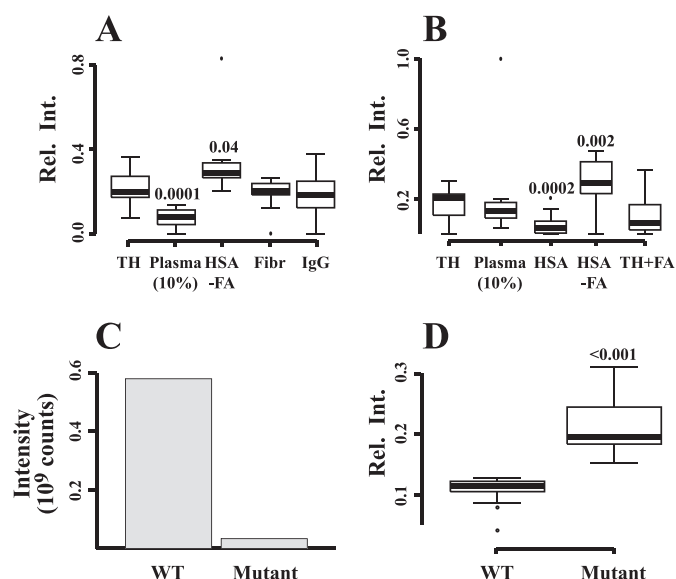 A
Rel. Int.
0.8
0.4
0.0
0.0001
0.04
TH Plasma HSA Fibr IgG
(10%) -FA
B
Rel. Int.
1.0
0.6
0.2
0.0002
0.002
TH Plasma HSA HSA TH+FA
(10%) -FA
C
Intensity
(10⁹ counts)
0.6
0.4
0.2
WT Mutant
D
Rel. Int.
0.3
0.2
0.1
<0.001
WT Mutant